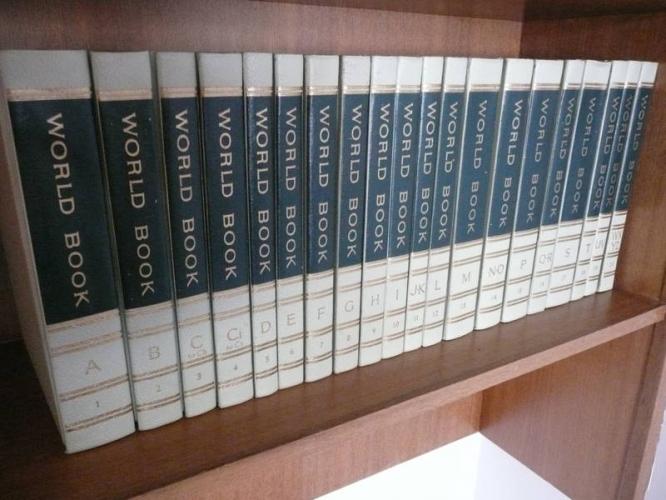 WORLD BOOK
A
1
WORLD BOOK
B
2
WORLD BOOK
C
3
WORLD BOOK
4
WORLD BOOK
D
5
WORLD BOOK
E
6
WORLD BOOK
F
7
WORLD BOOK
G
8
WORLD BOOK
H
9
WORLD BOOK
I
10
WORLD BOOK
JK
11
WORLD BOOK
L
12
WORLD BOOK
M
13
WORLD BOOK
NO
14
WORLD BOOK
P
15
WORLD BOOK
QR
16
WORLD BOOK
S
17
WORLD BOOK
T
WORLD BOOK
WORLD BOOK